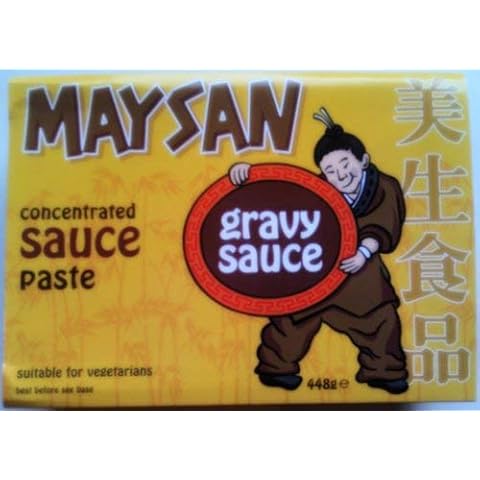 MAYSAN
concentrated
sauce
paste
gravy
sauce
美生食品
suitable for vegetarians
best before see base
448g e